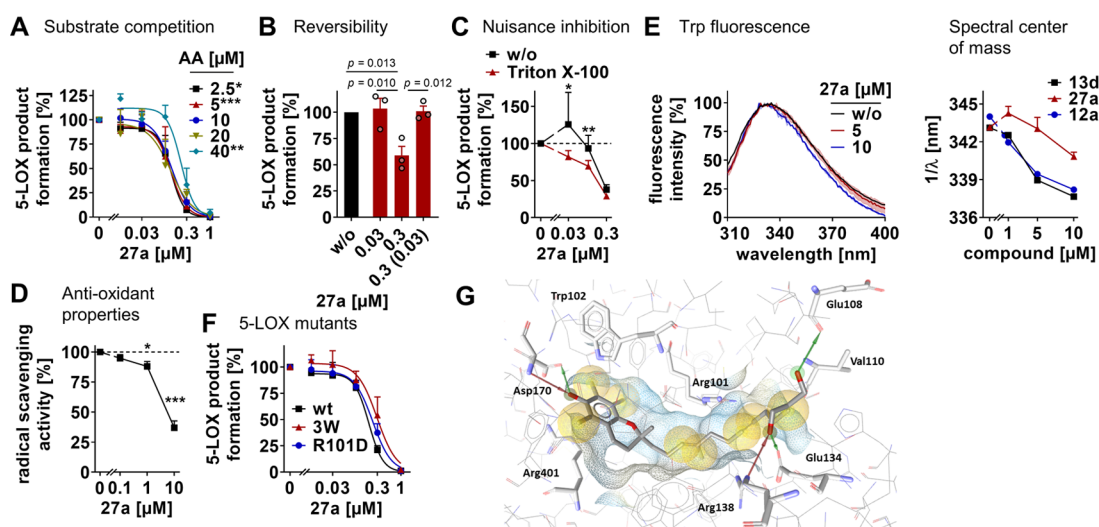 A Substrate competition
AA [µM]
2.5*
5***
10
20
40**
5-LOX product
formation [%]
125
100
75
50
25
0
0 0.03 0.3 1
27a [µM]
B Reversibility
p = 0.013
p = 0.010 p = 0.012
5-LOX product
formation [%]
100
75
50
25
0
w/o 0.03 0.3 0.3 (0.03)
27a [µM]
C Nuisance inhibition
w/o
Triton X-100
5-LOX product
formation [%]
150
100
50
0
*
**
0 0.03 0.3
27a [µM]
E Trp fluorescence
27a [µM]
w/o
5
10
fluorescence
intensity [%]
100
75
50
25
0
310 340 370 400
wavelength [nm]
Spectral center
of mass
13d
27a
12a
1/λ [nm]
345
342
339
336
0 1 5 10
compound [µM]
D Anti-oxidant
properties
radical scavenging
activity [%]
100
75
50
25
0
*
***
0 0.1 1 10
27a [µM]
F 5-LOX mutants
5-LOX product
formation [%]
100
75
50
25
0
wt
3W
R101D
0 0.03 0.3 1
27a [µM]
G
Trp102
Glu108
Val110
Arg101
Asp170
Glu134
Arg401
Arg138